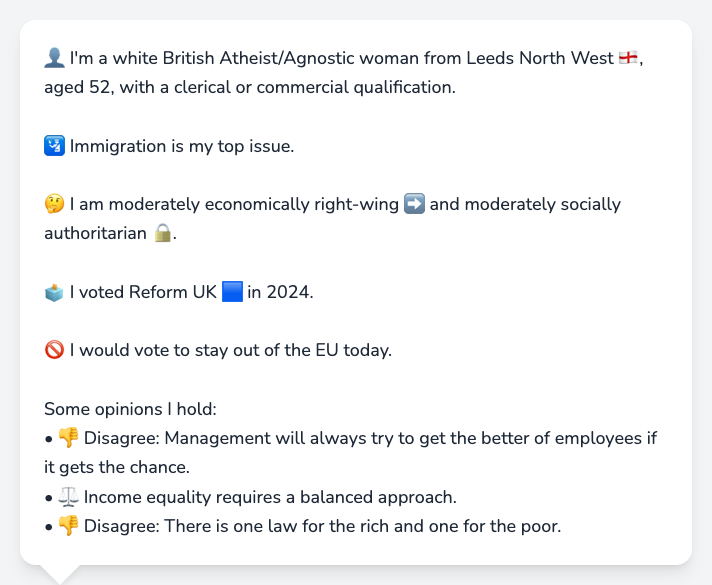 👤 I'm a white British Atheist/Agnostic woman from Leeds North West 🏴󠁧󠁢󠁥󠁮󠁧󠁿,
aged 52, with a clerical or commercial qualification.
🛂 Immigration is my top issue.
🤔 I am moderately economically right-wing ➡️ and moderately socially
authoritarian 🔒.
🗳️ I voted Reform UK 🟦 in 2024.
🚫 I would vote to stay out of the EU today.
Some opinions I hold:
• 👎 Disagree: Management will always try to get the better of employees if
it gets the chance.
• ⚖️ Income equality requires a balanced approach.
• 👎 Disagree: There is one law for the rich and one for the poor.